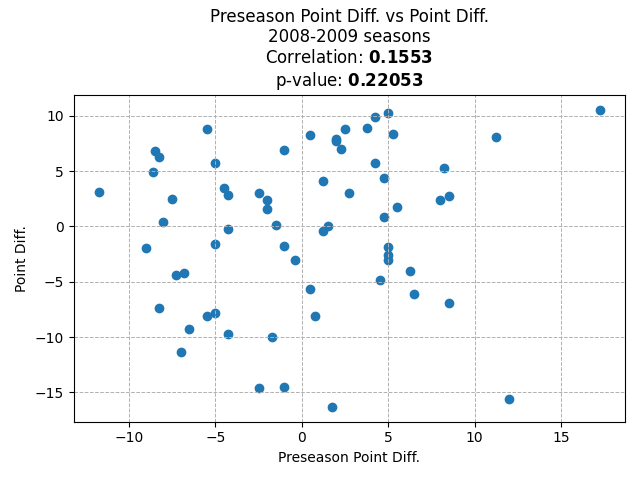 Preseason Point Diff. vs Point Diff.
2008-2009 seasons
Correlation: 0.1553
p-value: 0.22053
10
5
0
−5
−10
−15
Point Diff.
−10 −5 0 5 10 15
Preseason Point Diff.